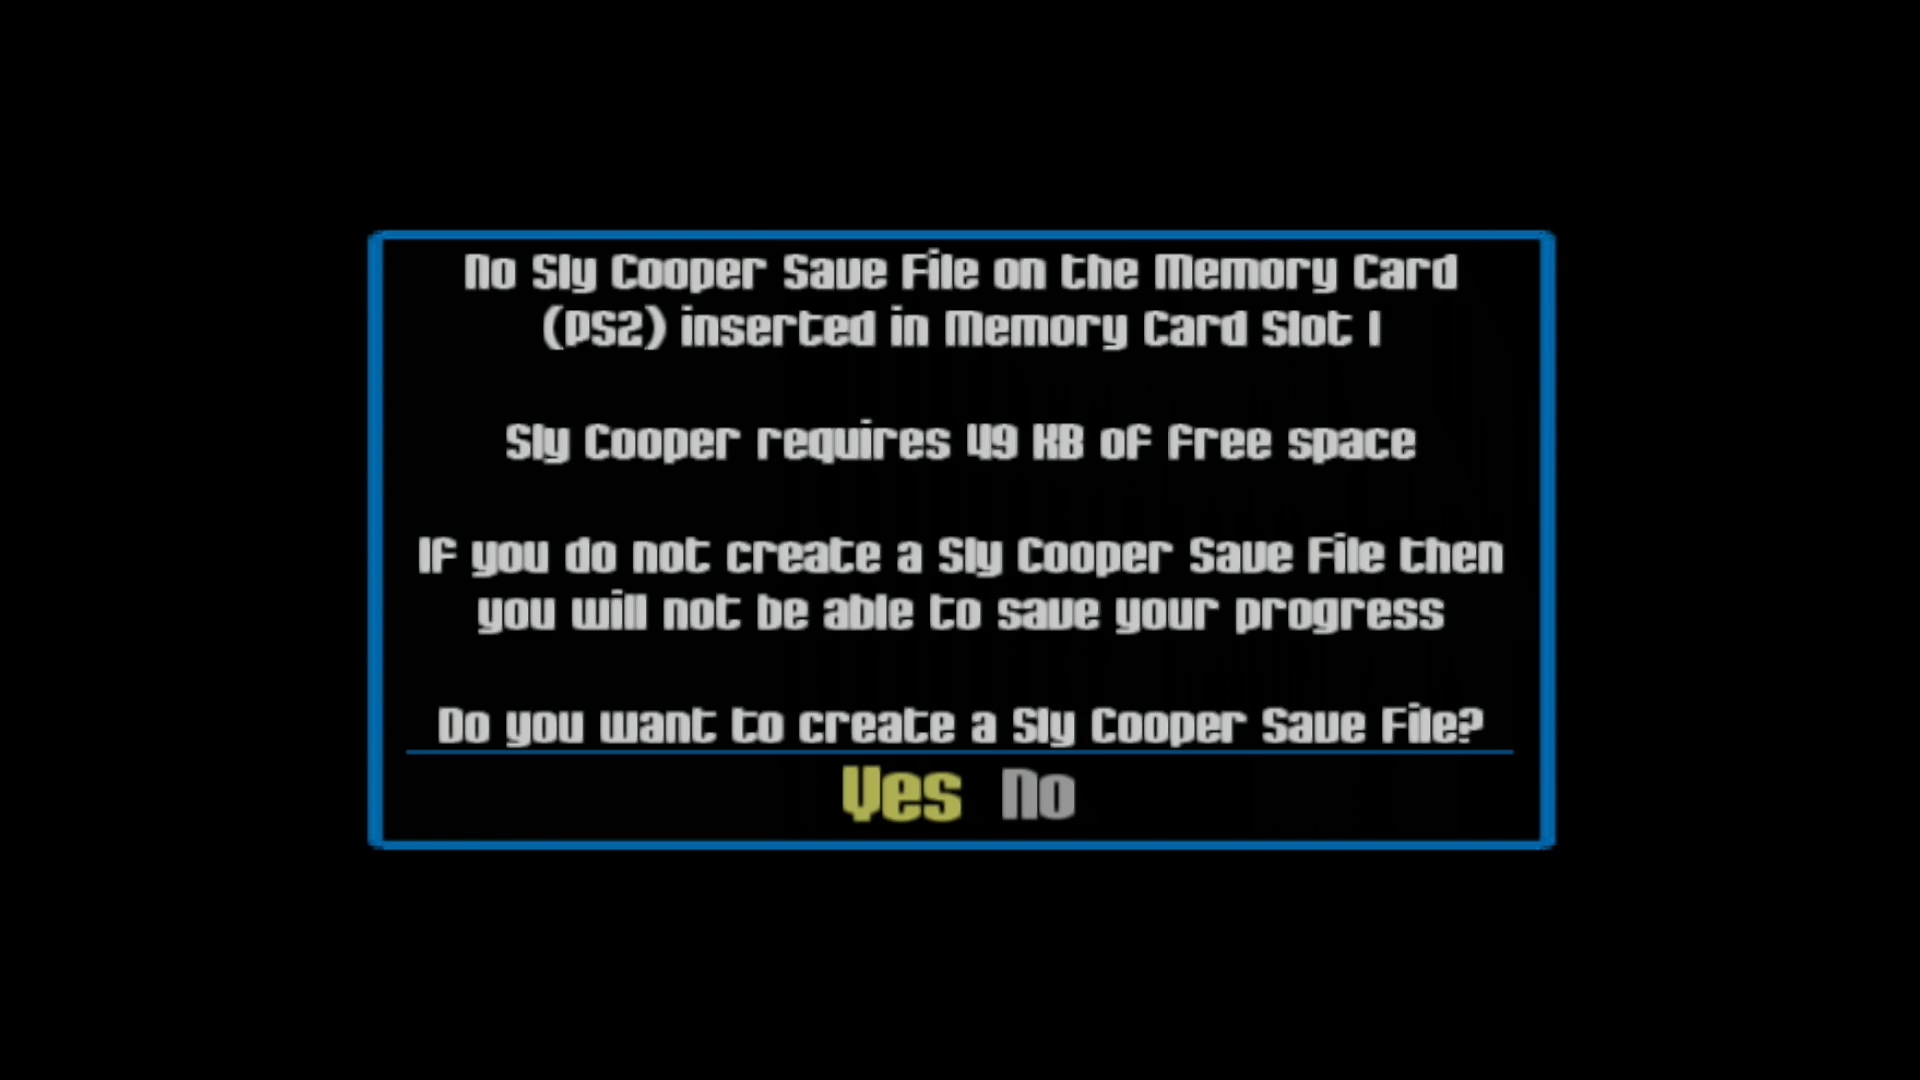 No Sly Cooper Save File on the Memory Card
(PS2) inserted in Memory Card Slot 1
Sly Cooper requires 49 KB of free space
If you do not create a Sly Cooper Save File then
you will not be able to save your progress
Do you want to create a Sly Cooper Save File?
Yes No